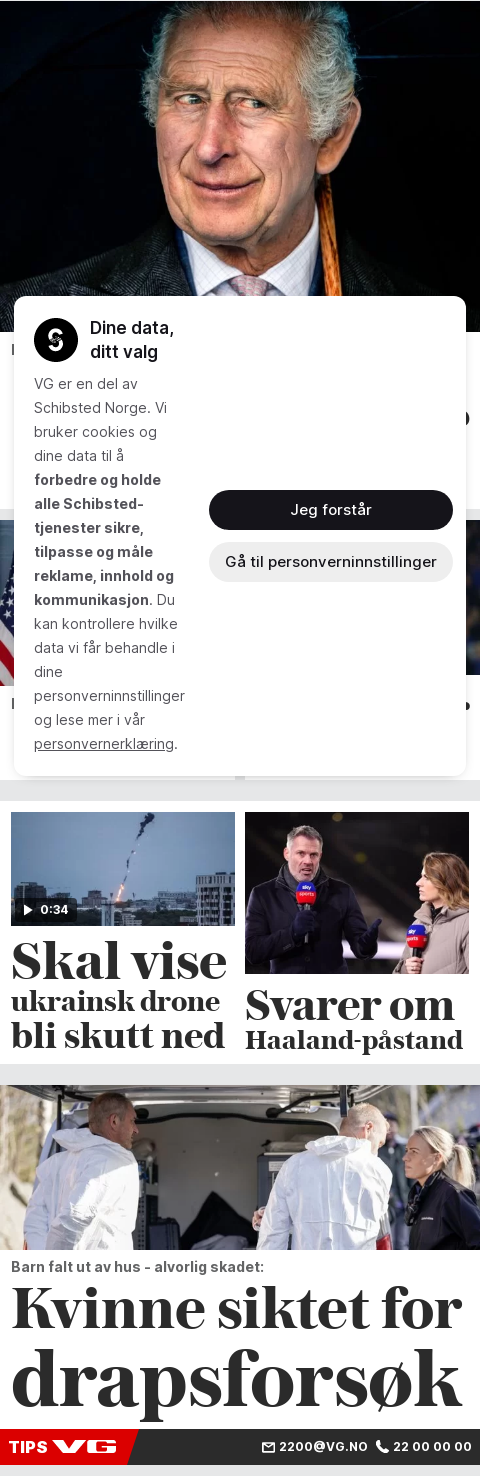 Dine data,
ditt valg
VG er en del av
Schibsted Norge. Vi
bruker cookies og
dine data til å
forbedre og holde
alle Schibsted-
tjenester sikre,
tilpasse og måle
reklame, innhold og
kommunikasjon. Du
kan kontrollere hvilke
data vi får behandle i
dine
personverninnstillinger
og lese mer i vår
personvernerklæring.
Jeg forstår
Gå til personverninnstillinger
0:34
Skal vise
ukrainsk drone
bli skutt ned
sky
sports
sky
sports
Svarer om
Haaland-påstand
Barn falt ut av hus - alvorlig skadet:
Kvinne siktet for
drapsforsøk
TIPS VG
2200@VG.NO 22 00 00 00